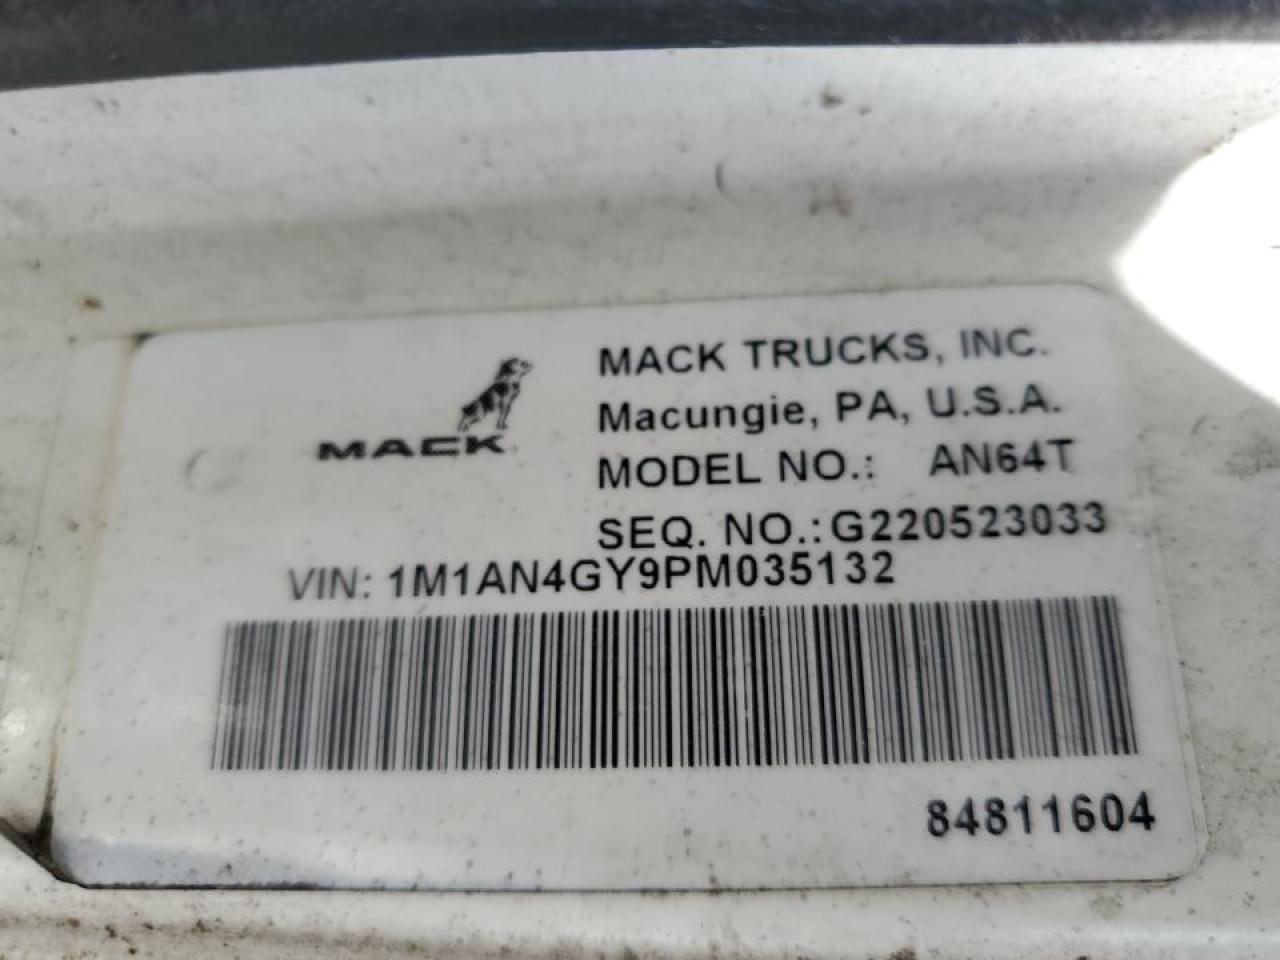 MACK TRUCKS, INC.
Macungie, PA, U.S.A.
MACK
MODEL NO.: AN64T
SEQ. NO.: G220523033
VIN: 1M1AN4GY9PM035132
84811604